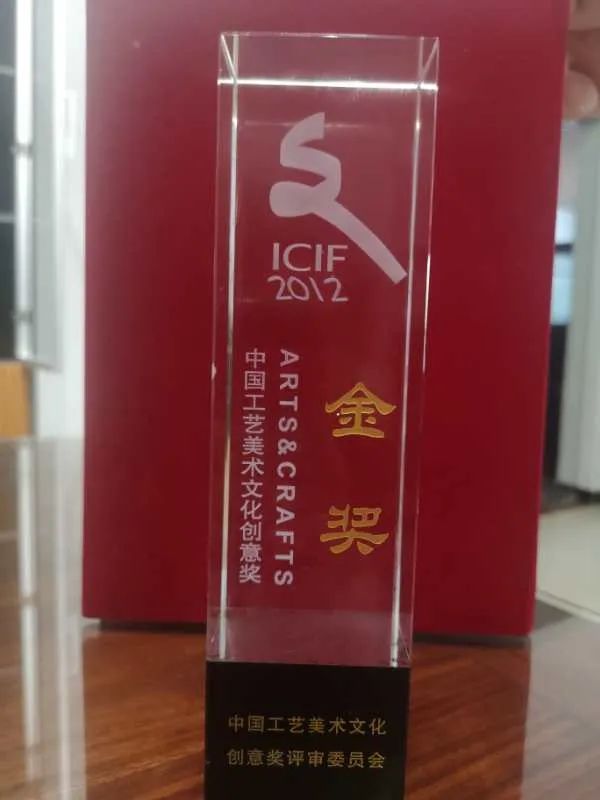 文
ICIF
2012
金奖
ARTS&CRAFTS
中国工艺美术文化创意奖
中国工艺美术文化
创意奖评审委员会